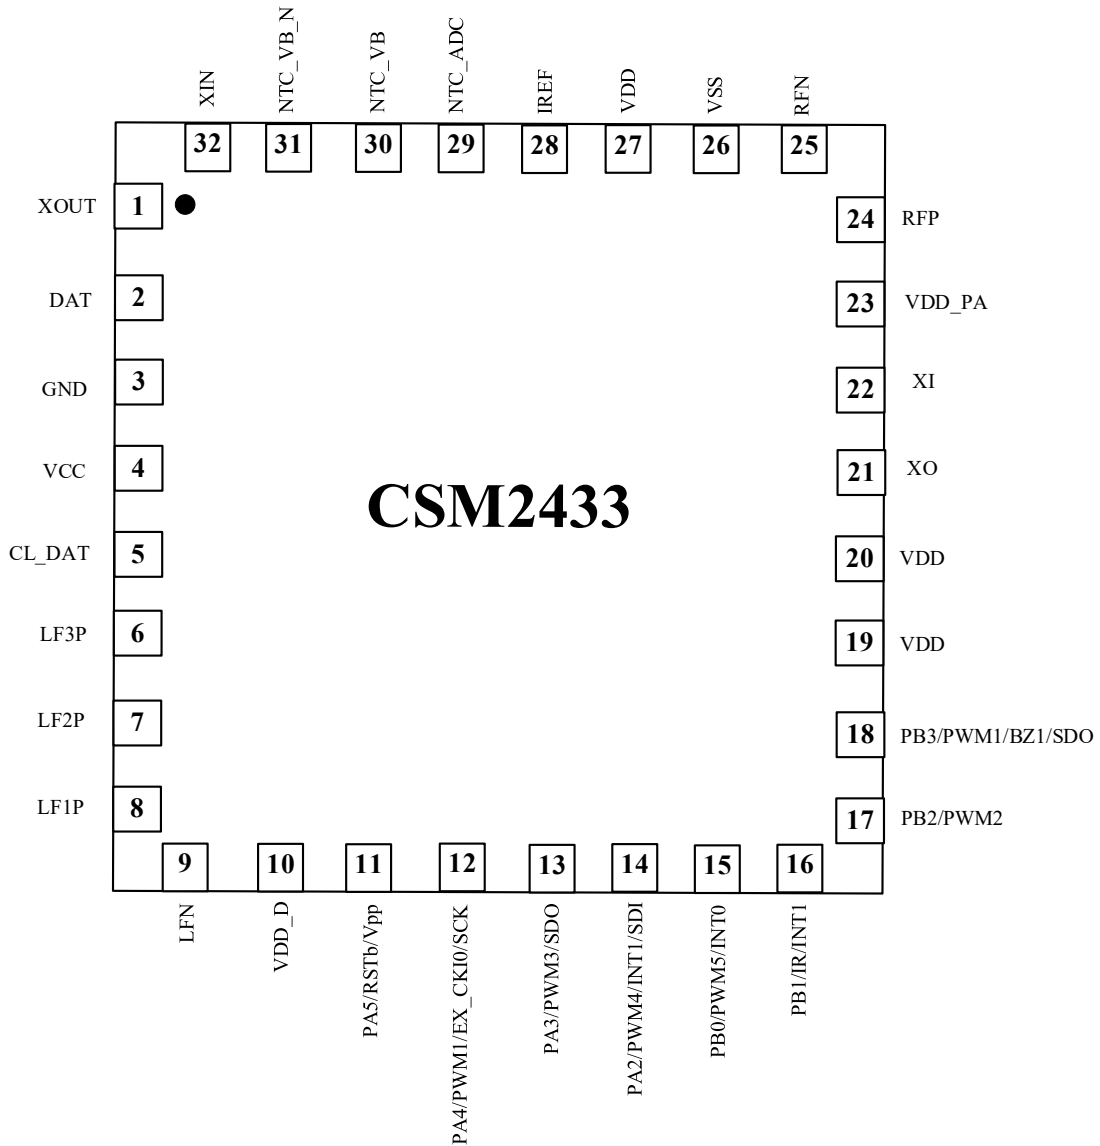 XIN
NTC_VB_N
NTC_VB
NTC_ADC
IREF
VDD
VSS
RFN
32
31
30
29
28
27
26
25
XOUT
1
DAT
2
GND
3
VCC
4
CL_DAT
5
LF3P
6
LF2P
7
LF1P
8
CSM2433
24
RFP
23
VDD_PA
22
XI
21
XO
20
VDD
19
VDD
18
PB3/PWM1/BZ1/SDO
17
PB2/PWM2
9
10
11
12
13
14
15
16
LFN
VDD_D
PA5/RSTb/Vpp
PA4/PWM1/EX_CKI0/SCK
PA3/PWM3/SDO
PA2/PWM4/INT1/SDI
PB0/PWM5/INT0
PB1/IR/INT1